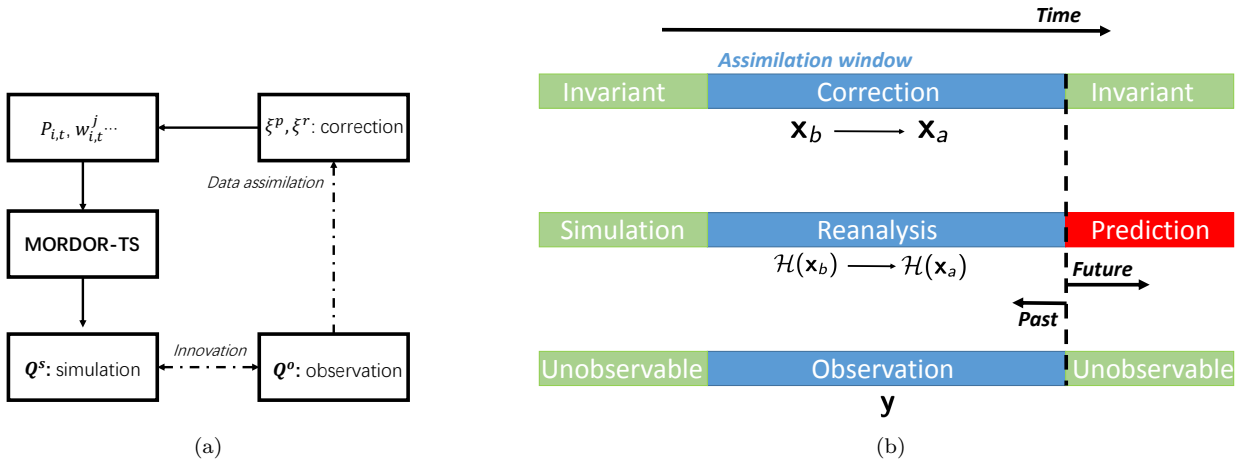 P_{i,t}, w^j_{i,t}⋯
ξ^p, ξ^r: correction
Data assimilation
MORDOR-TS
Q^s: simulation
Innovation
Q^o: observation
(a)
Time
Assimilation window
Invariant Correction Invariant
x_b ⟶ x_a
Simulation Reanalysis Prediction
ℋ(x_b) ⟶ ℋ(x_a)
Future
Past
Unobservable Observation Unobservable
y
(b)